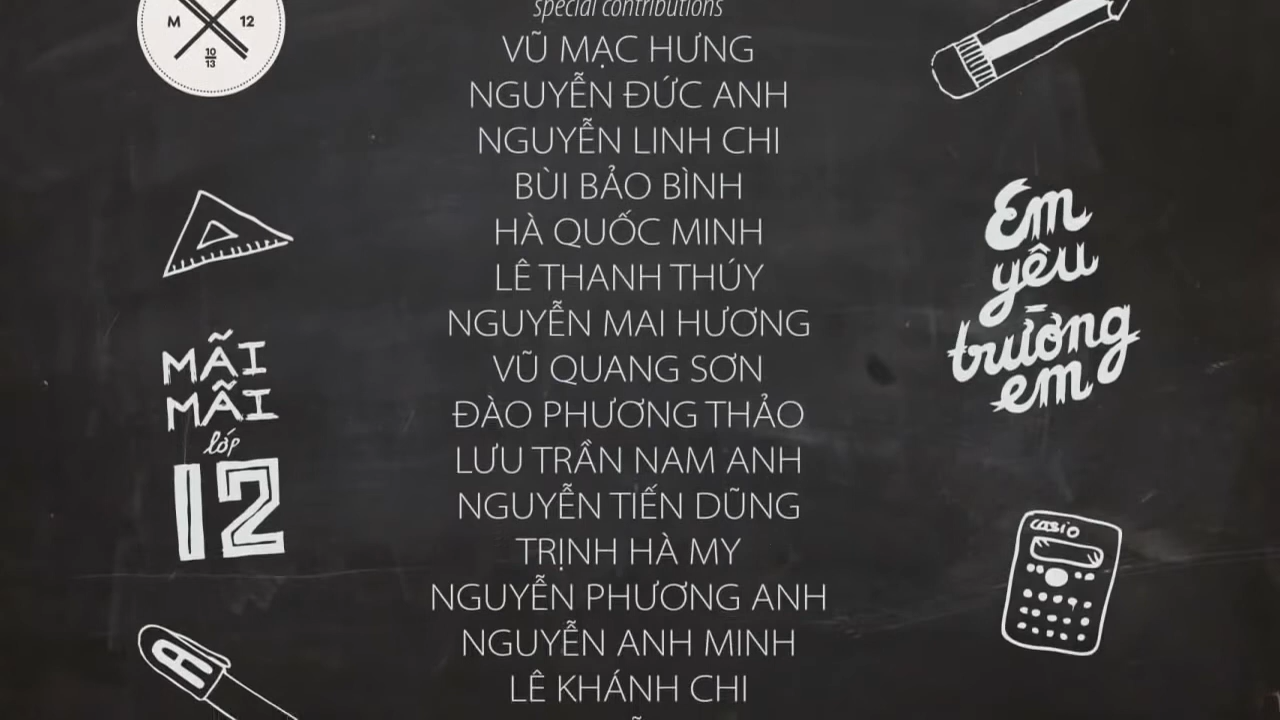 special contributions
M 12
10
13
VŨ MẠC HƯNG
NGUYỄN ĐỨC ANH
NGUYỄN LINH CHI
BÙI BẢO BÌNH
HÀ QUỐC MINH
LÊ THANH THÚY
NGUYỄN MAI HƯƠNG
VŨ QUANG SƠN
ĐÀO PHƯƠNG THẢO
LƯU TRẦN NAM ANH
NGUYỄN TIẾN DŨNG
TRỊNH HÀ MY
NGUYỄN PHƯƠNG ANH
NGUYỄN ANH MINH
LÊ KHÁNH CHI
MÃI
MÃI
lớp
12
A
Em
yêu
trường
em
CASIO